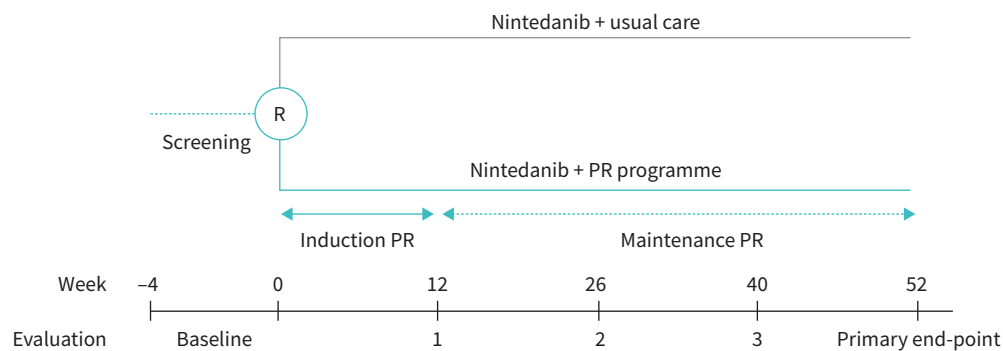 Nintedanib + usual care
R
Screening
Nintedanib + PR programme
Induction PR Maintenance PR
Week –4 0 12 26 40 52
Evaluation Baseline 1 2 3 Primary end-point